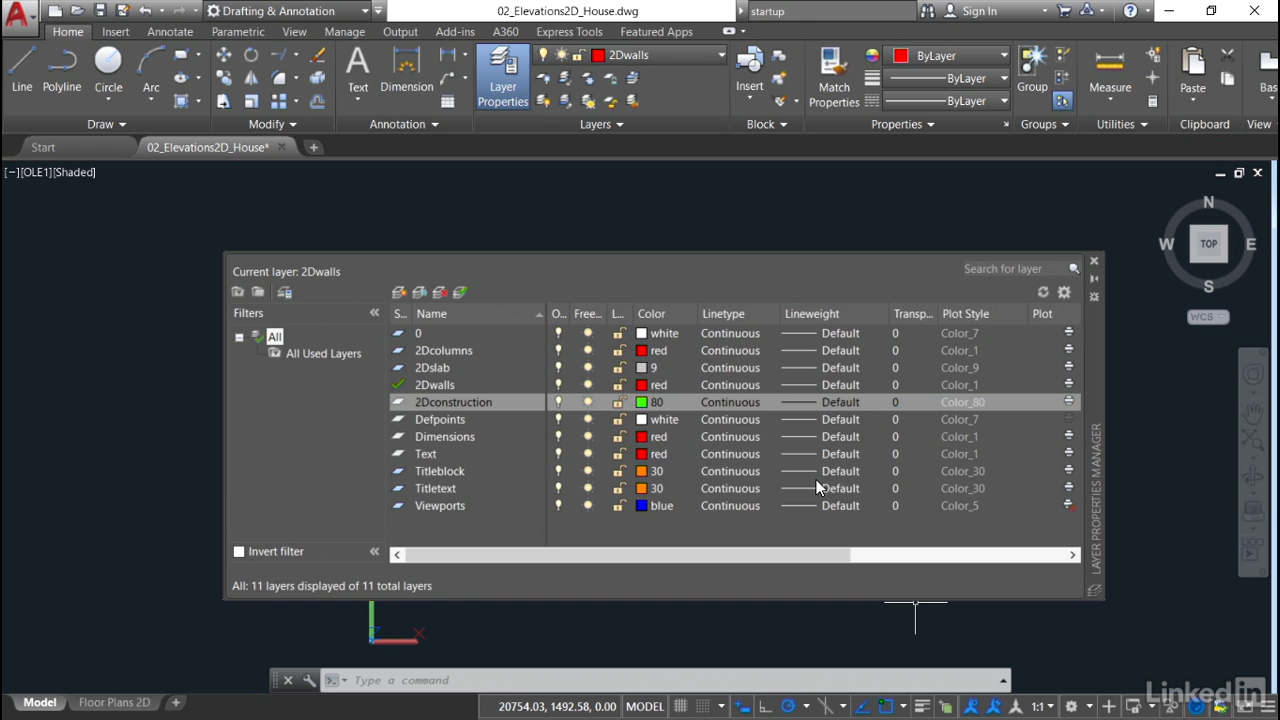 Drafting & Annotation
02_Elevations2D_House.dwg
startup
Sign In
Home Insert Annotate Parametric View Manage Output Add-ins A360 Express Tools Featured Apps
2Dwalls
ByLayer
ByLayer
ByLayer
Line Polyline Circle Arc Text Dimension Layer Properties Insert Match Properties Group Measure Paste Bas
Draw Modify Annotation Layers Block Properties Groups Utilities Clipboard View
Start 02_Elevations2D_House* +
[−][OLE1][Shaded]
N
W TOP E
S
WCS
Current layer: 2Dwalls
Search for layer
Filters
All
All Used Layers
Invert filter
S... Name O... Free... L... Color Linetype Lineweight Transp... Plot Style Plot
0 white Continuous Default 0 Color_7
2Dcolumns red Continuous Default 0 Color_1
2Dslab 9 Continuous Default 0 Color_9
2Dwalls red Continuous Default 0 Color_1
2Dconstruction 80 Continuous Default 0 Color_80
Defpoints white Continuous Default 0 Color_7
Dimensions red Continuous Default 0 Color_1
Text red Continuous Default 0 Color_1
Titleblock 30 Continuous Default 0 Color_30
Titletext 30 Continuous Default 0 Color_30
Viewports blue Continuous Default 0 Color_5
LAYER PROPERTIES MANAGER
All: 11 layers displayed of 11 total layers
Type a command
Model Floor Plans 2D +
20754.03, 1492.58, 0.00 MODEL 1:1
Linked in